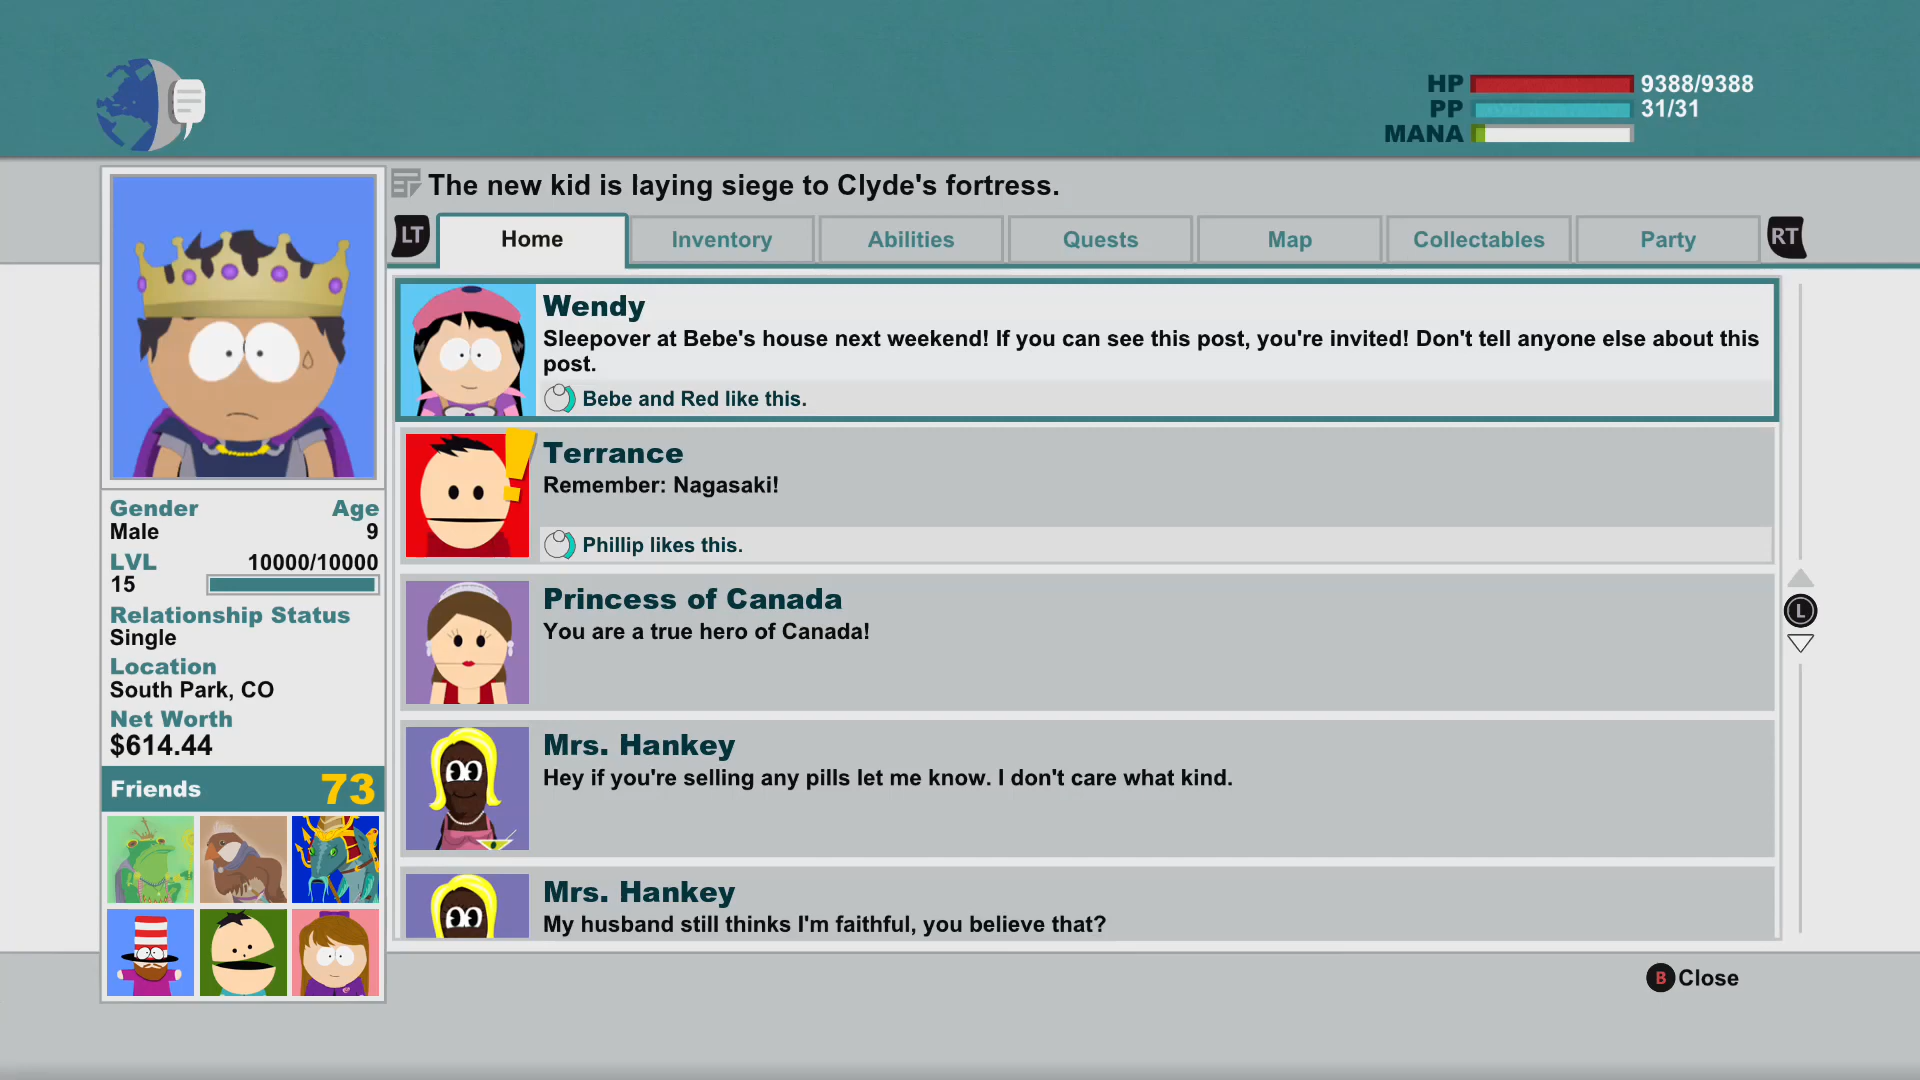 HP 9388/9388
PP 31/31
MANA
The new kid is laying siege to Clyde's fortress.
LT Home Inventory Abilities Quests Map Collectables Party RT
Gender Age
Male 9
LVL 10000/10000
15
Relationship Status
Single
Location
South Park, CO
Net Worth
$614.44
Friends 73
Wendy
Sleepover at Bebe's house next weekend! If you can see this post, you're invited! Don't tell anyone else about this
post.
Bebe and Red like this.
!
Terrance
Remember: Nagasaki!
Phillip likes this.
Princess of Canada
You are a true hero of Canada!
Mrs. Hankey
Hey if you're selling any pills let me know. I don't care what kind.
Mrs. Hankey
My husband still thinks I'm faithful, you believe that?
L
B Close